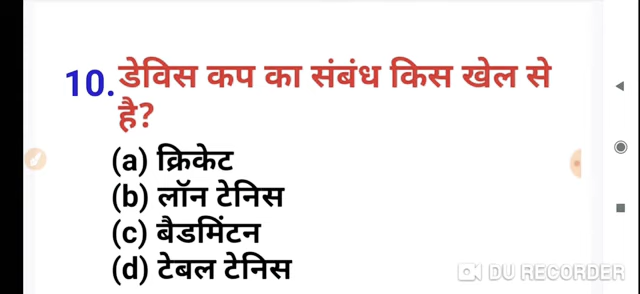 10. डेविस कप का संबंध किस खेल से
है?
(a) क्रिकेट
(b) लॉन टेनिस
(c) बैडमिंटन
(d) टेबल टेनिस
DU RECORDER